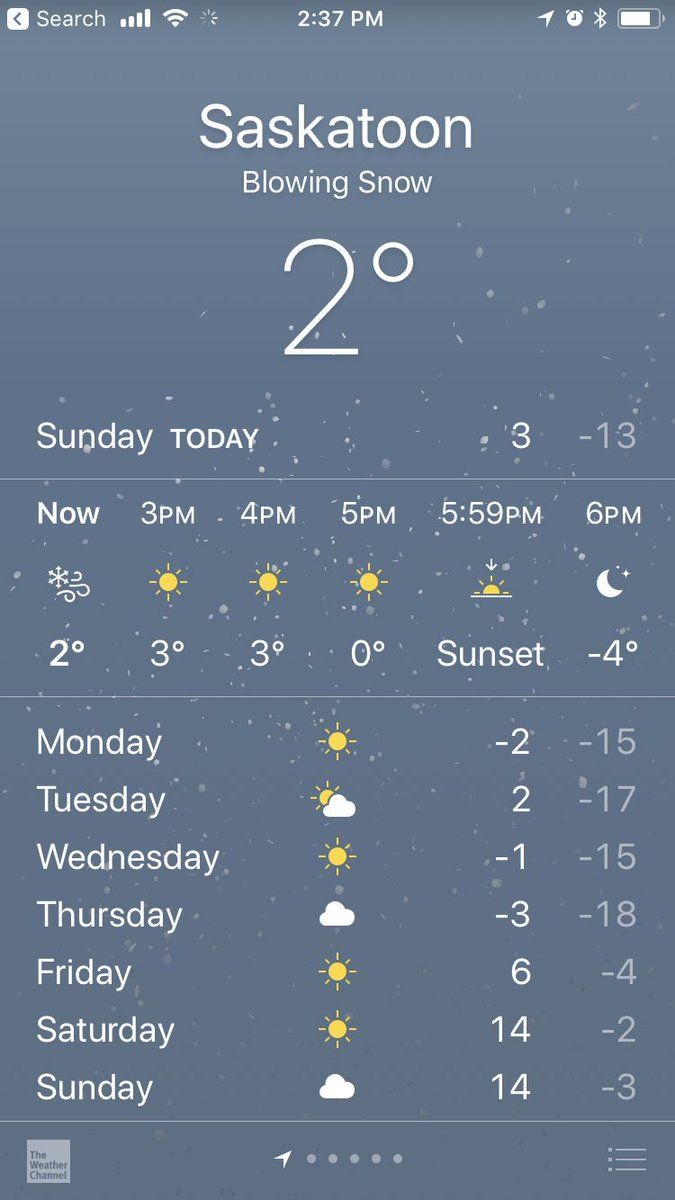 Search 2:37 PM
Saskatoon
Blowing Snow
2°
Sunday TODAY 3 -13
Now 3PM 4PM 5PM 5:59PM 6PM
2° 3° 3° 0° Sunset -4°
Monday -2 -15
Tuesday 2 -17
Wednesday -1 -15
Thursday -3 -18
Friday 6 -4
Saturday 14 -2
Sunday 14 -3
The
Weather
Channel